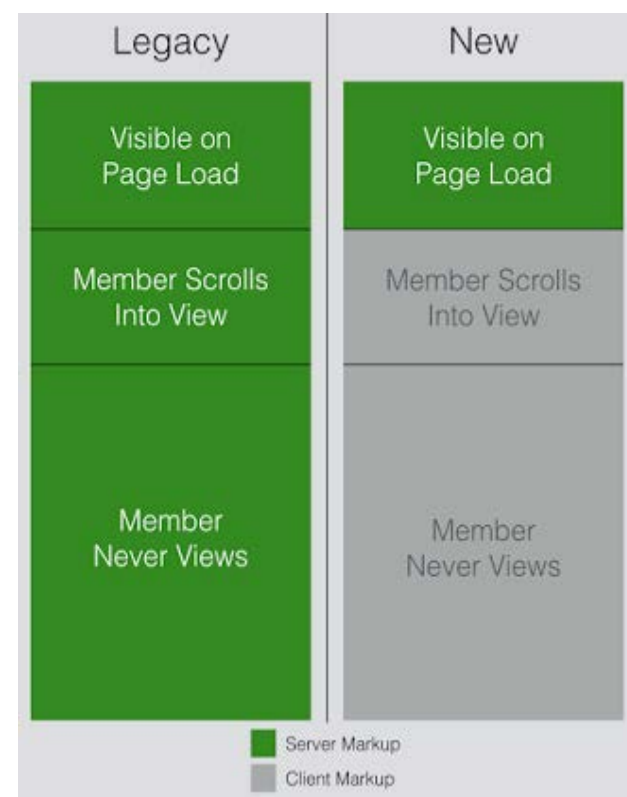 Legacy
New
Visible on
Page Load
Visible on
Page Load
Member Scrolls
Into View
Member Scrolls
Into View
Member
Never Views
Member
Never Views
Server Markup
Client Markup